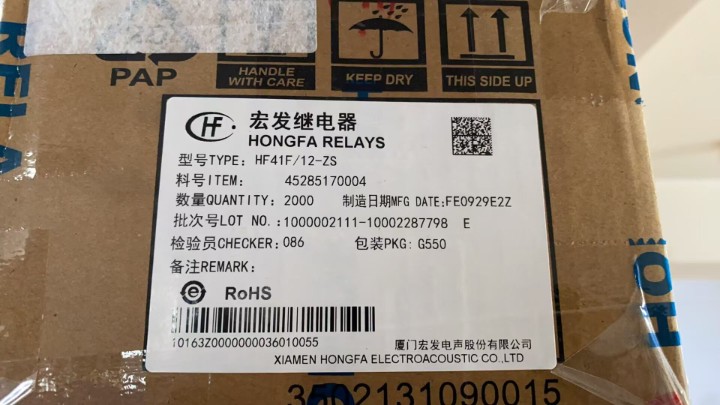 PAP
HANDLE
WITH CARE
KEEP DRY
THIS SIDE UP
HF
宏发继电器
HONGFA RELAYS
型号TYPE: HF41F/12-ZS
料号ITEM: 45285170004
数量QUANTITY: 2000 制造日期MFG DATE:FE0929E2Z
批次号LOT NO.:1000002111-10002287798 E
检验员CHECKER: 086 包装PKG: G550
备注REMARK:
e RoHS
10163Z0000000036010055
厦门宏发电声股份有限公司
XIAMEN HONGFA ELECTROACOUSTIC CO.,LTD